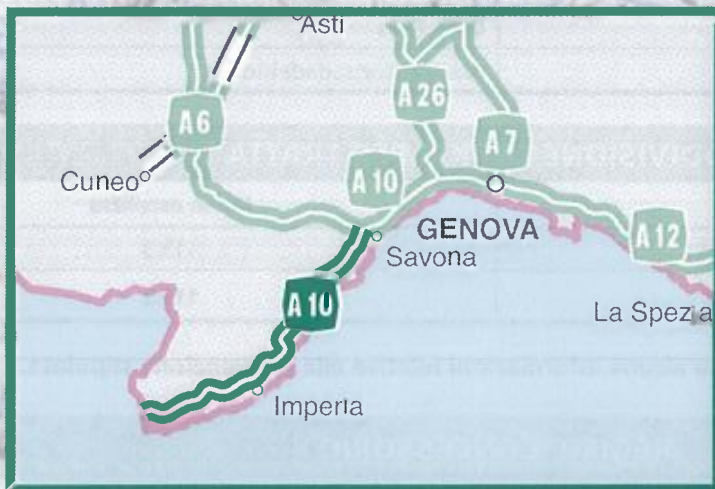 Asti
A6
A26
A7
Cuneo
A10
GENOVA
A12
Savona
A10
La Spezia
Imperia